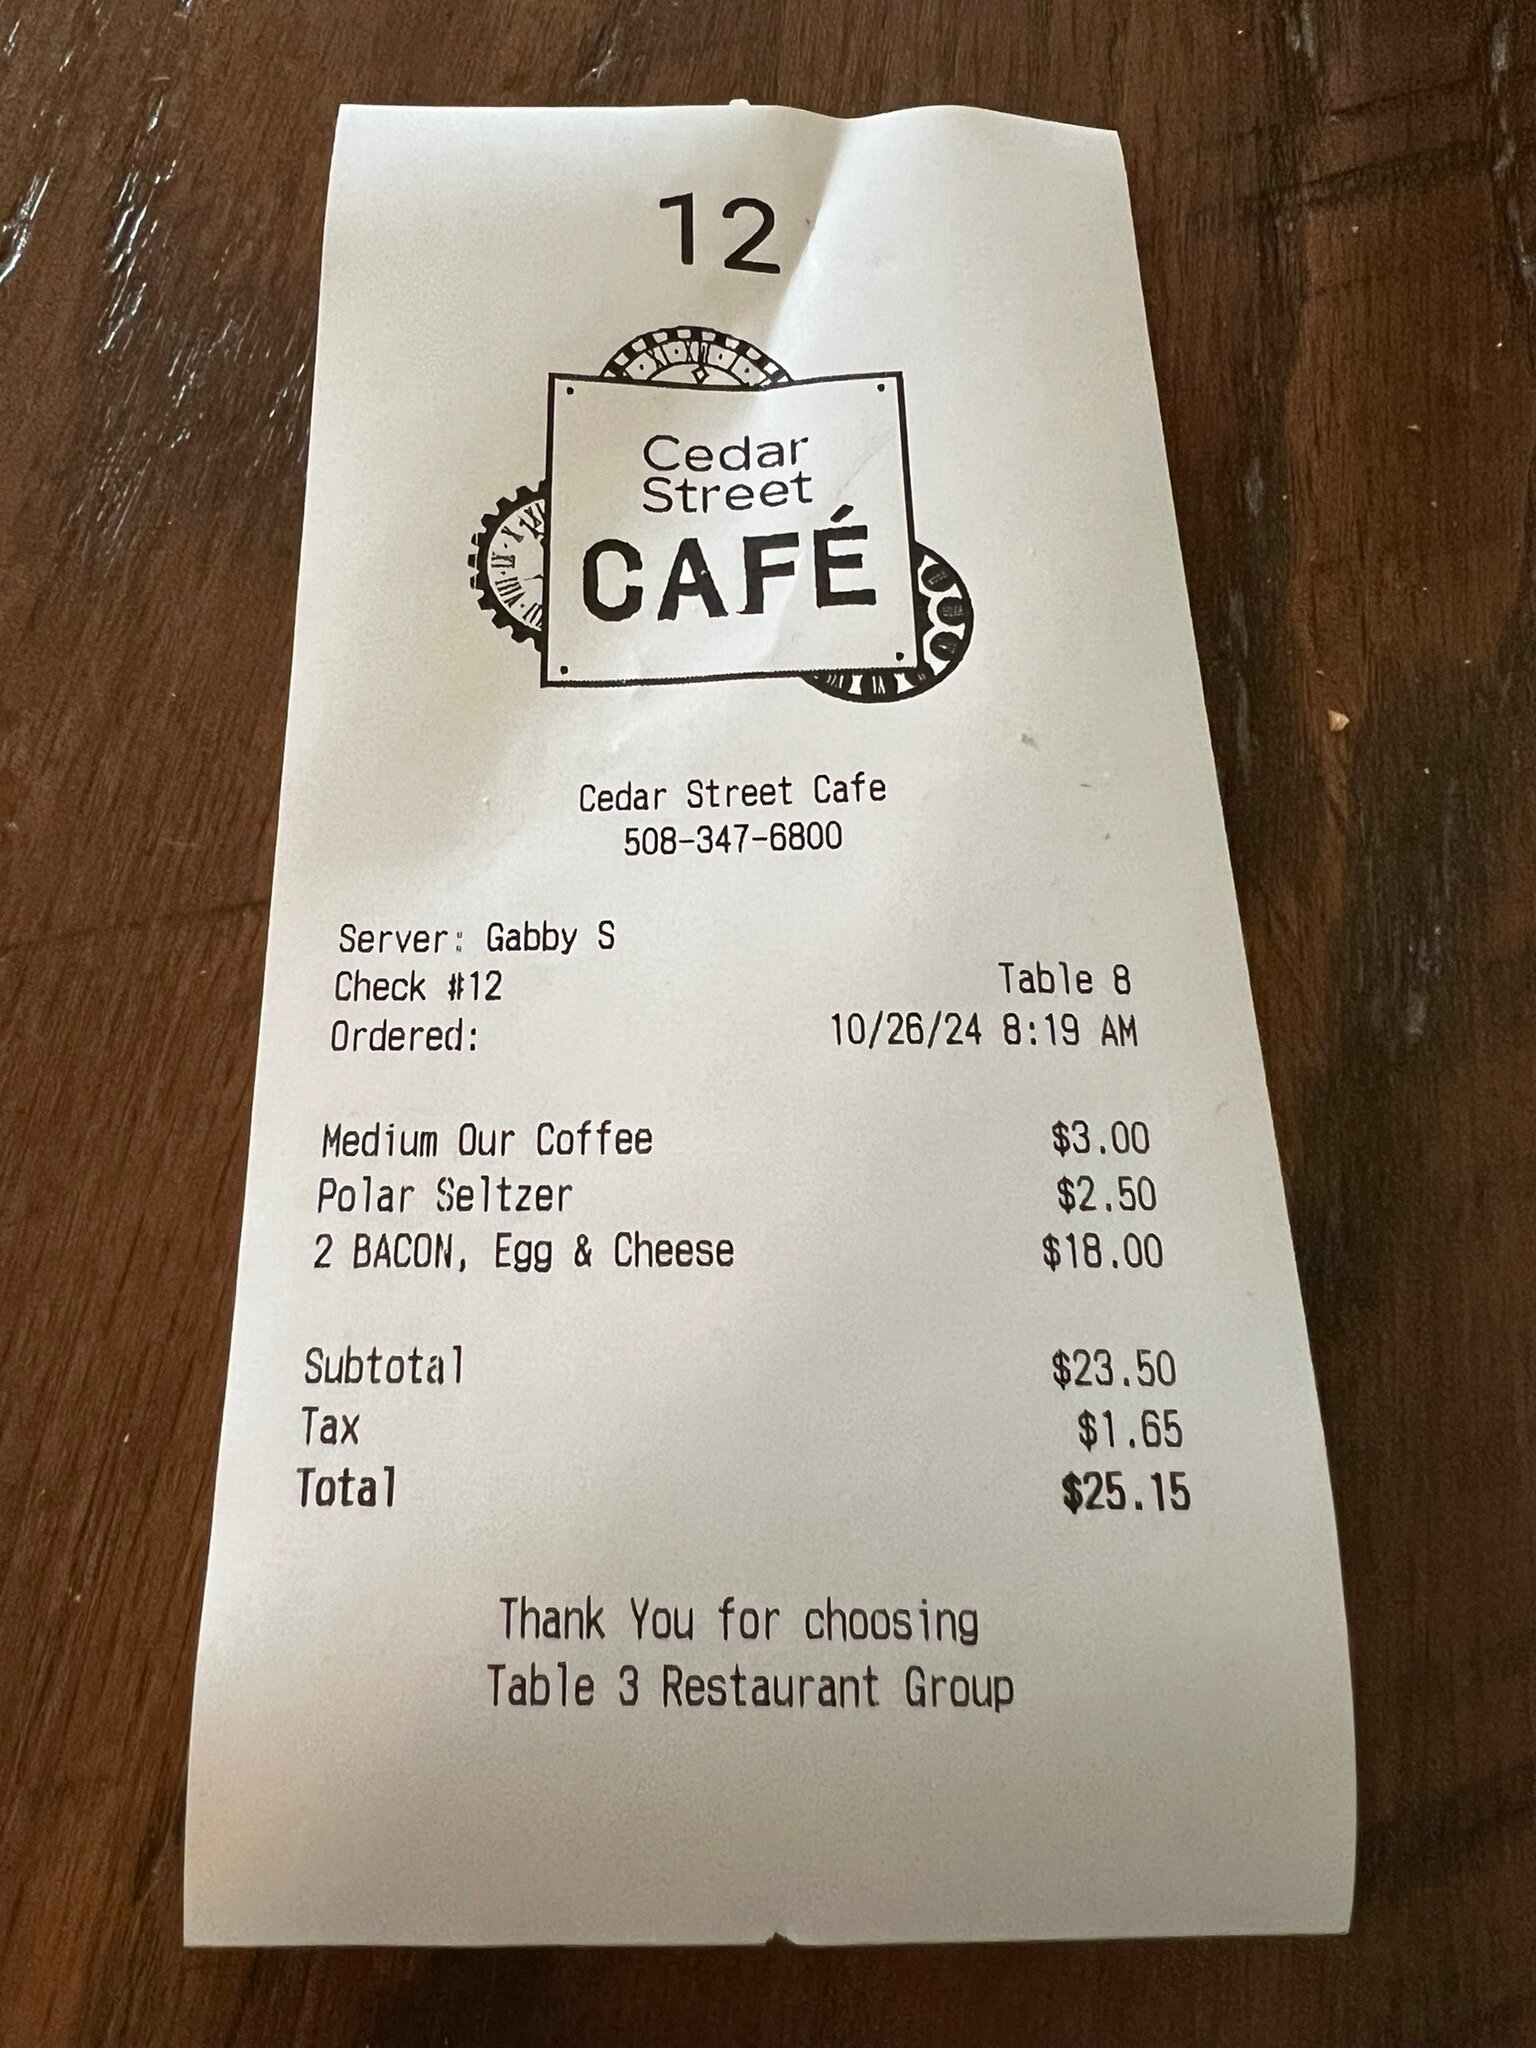 12
Cedar
Street
CAFÉ
Cedar Street Cafe
508-347-6800
Server: Gabby S
Check #12 Table 8
Ordered: 10/26/24 8:19 AM
Medium Our Coffee $3.00
Polar Seltzer $2.50
2 BACON, Egg & Cheese $18.00
Subtotal $23.50
Tax $1.65
Total $25.15
Thank You for choosing
Table 3 Restaurant Group